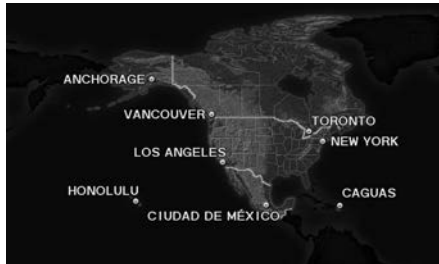 ANCHORAGE
VANCOUVER
TORONTO
NEW YORK
LOS ANGELES
HONOLULU
CAGUAS
CIUDAD DE MÉXICO